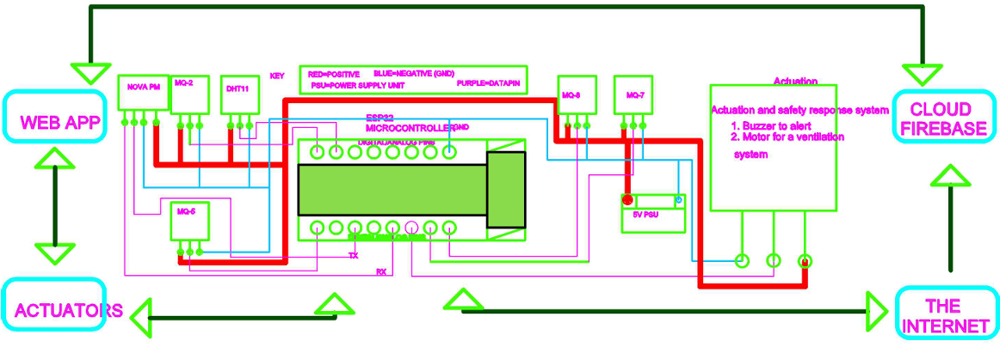 KEY
RED=POSITIVE BLUE=NEGATIVE (GND)
PSU=POWER SUPPLY UNIT PURPLE=DATAPIN
NOVA PM
MQ-2
DHT11
MQ-8
MQ-7
Actuation
WEB APP
ESP32
MICROCONTROLLER
GND
DIGITAL/ANALOG PINS
Actuation and safety response system
1. Buzzer to alert
2. Motor for a ventilation
system
CLOUD
FIREBASE
MQ-5
5V PSU
TX
RX
ACTUATORS
THE
INTERNET